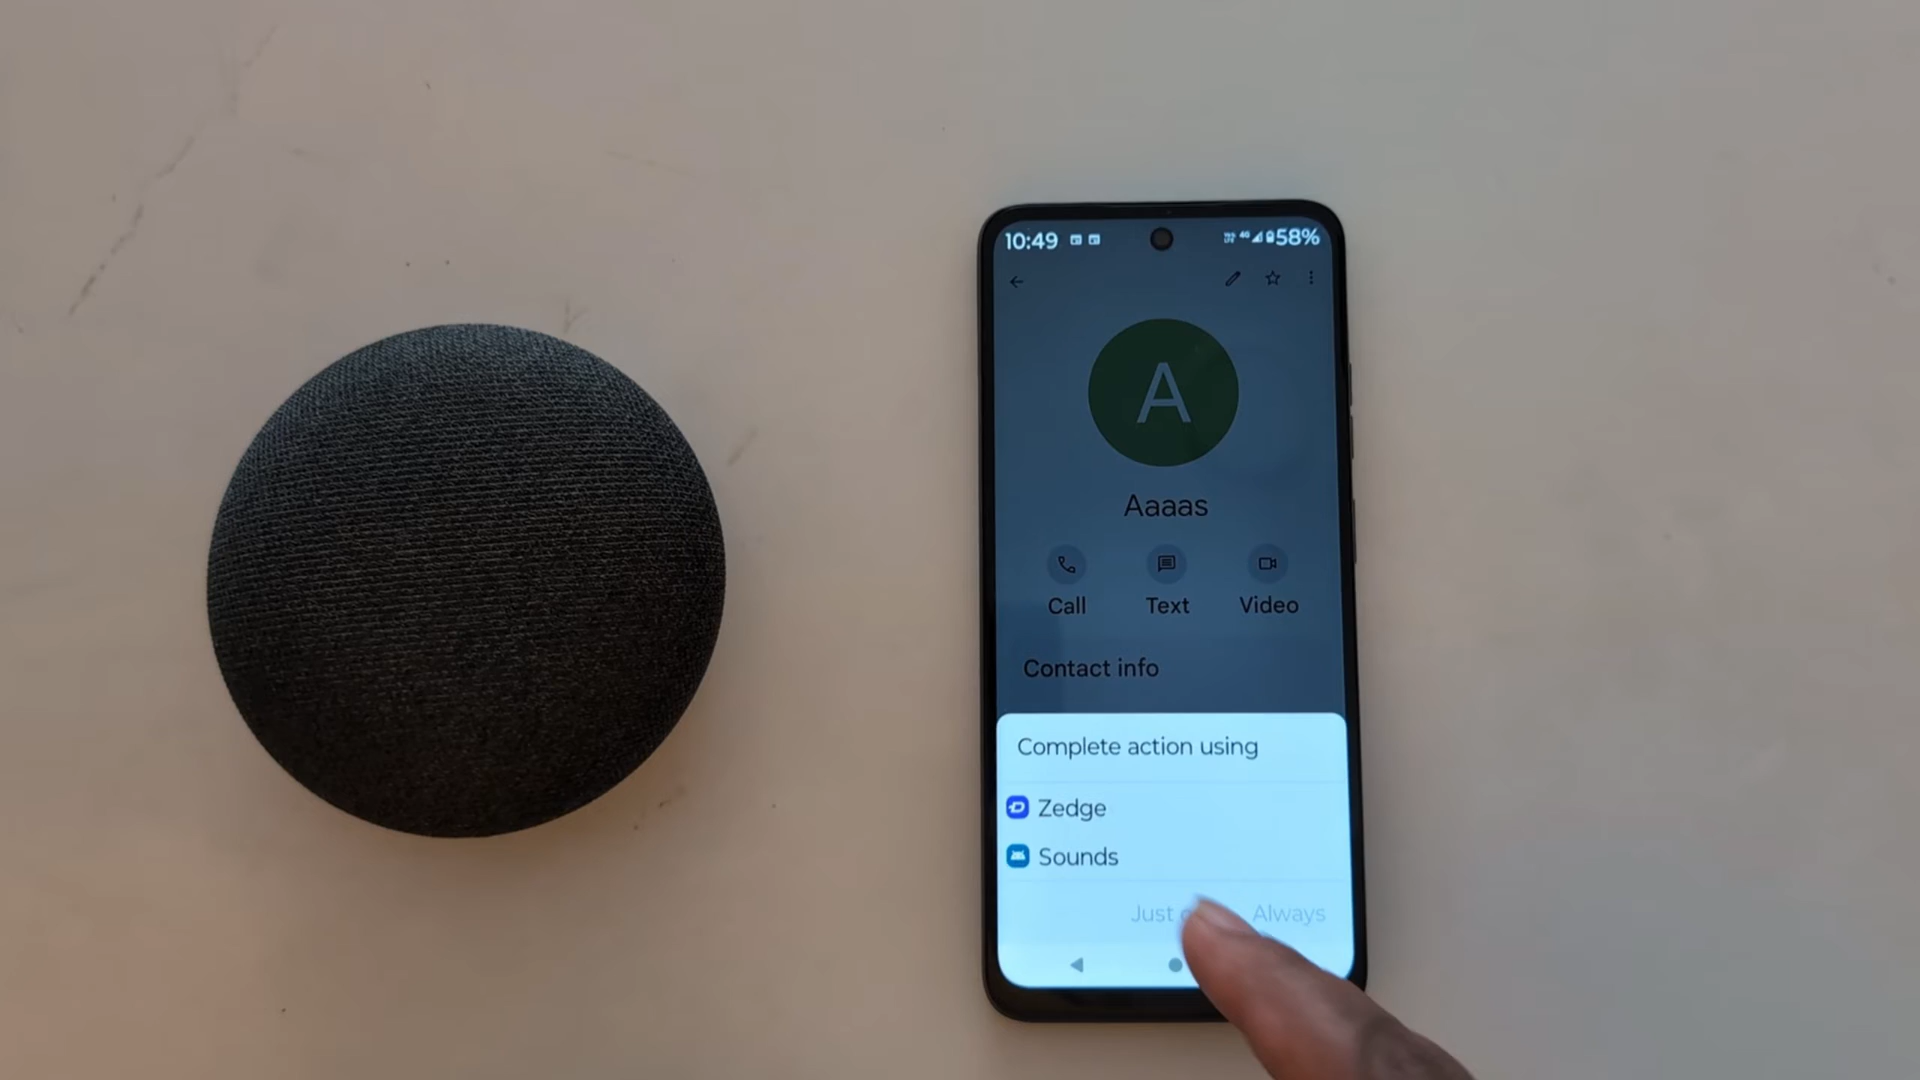 10:49 58%
A
Aaaas
Call Text Video
Contact info
Complete action using
Zedge
Sounds
Just Always